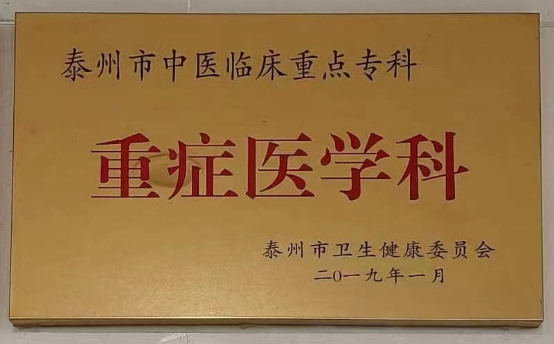 泰州市中医临床重点专科
重症医学科
泰州市卫生健康委员会
二0一九年一月